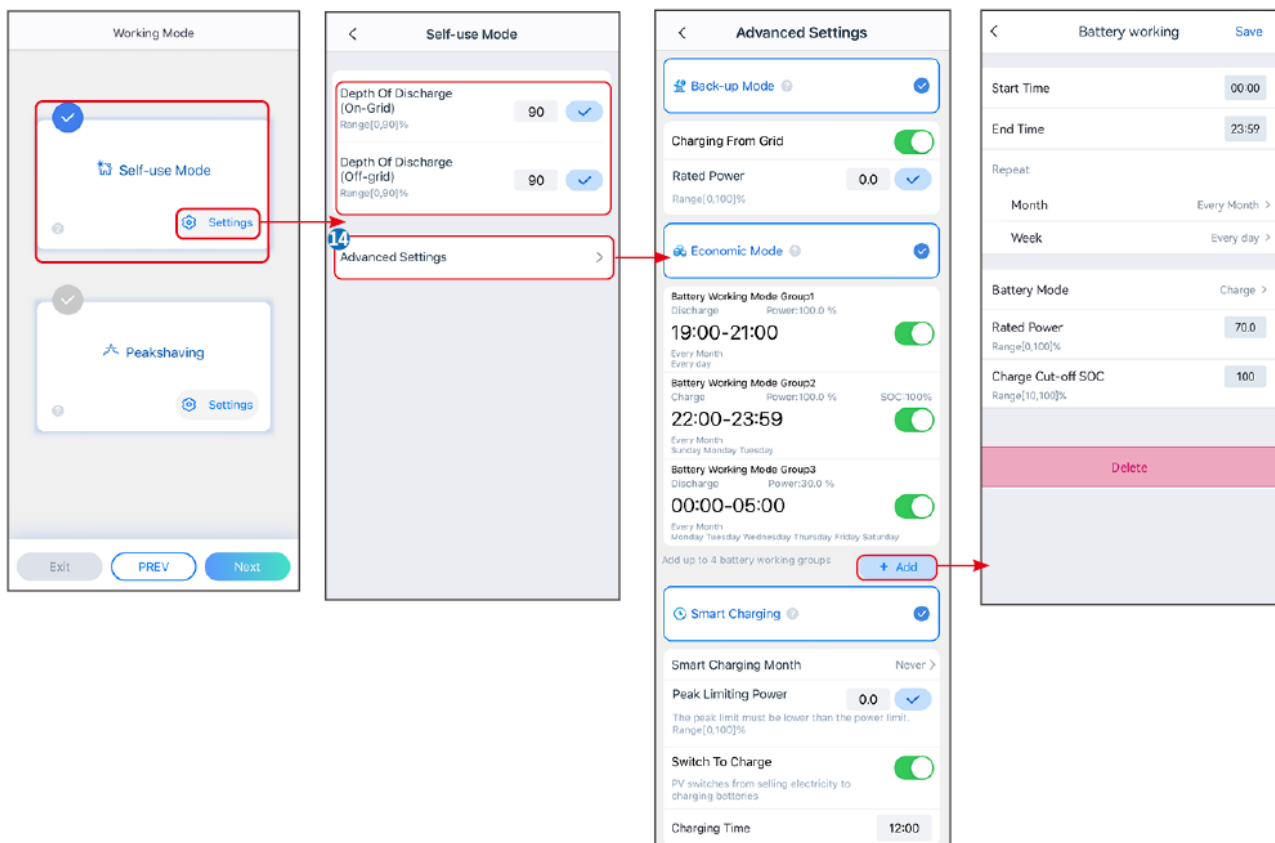 Working Mode
Self-use Mode
Settings
Peakshaving
Settings
Exit
PREV
Next
Self-use Mode
Depth Of Discharge
(On-Grid)
90
Range[0,90]%
Depth Of Discharge
(Off-grid)
90
Range[0,90]%
14
Advanced Settings
Advanced Settings
Back-up Mode
Charging From Grid
Rated Power
0.0
Range[0,100]%
Economic Mode
Battery Working Mode Group1
Discharge Power:100.0 %
19:00-21:00
Every Month
Every day
Battery Working Mode Group2
Charge Power:100.0 % SOC:100%
22:00-23:59
Every Month
Sunday Monday Tuesday
Battery Working Mode Group3
Discharge Power:30.0 %
00:00-05:00
Every Month
Monday Tuesday Wednesday Thursday Friday Saturday
Add up to 4 battery working groups
+ Add
Smart Charging
Smart Charging Month Never
Peak Limiting Power
0.0
The peak limit must be lower than the power limit.
Range[0,100]%
Switch To Charge
PV switches from selling electricity to
charging batteries
Charging Time 12:00
Battery working Save
Start Time 00:00
End Time 23:59
Repeat
Month Every Month
Week Every day
Battery Mode Charge
Rated Power 70.0
Range[0,100]%
Charge Cut-off SOC 100
Range[10,100]%
Delete